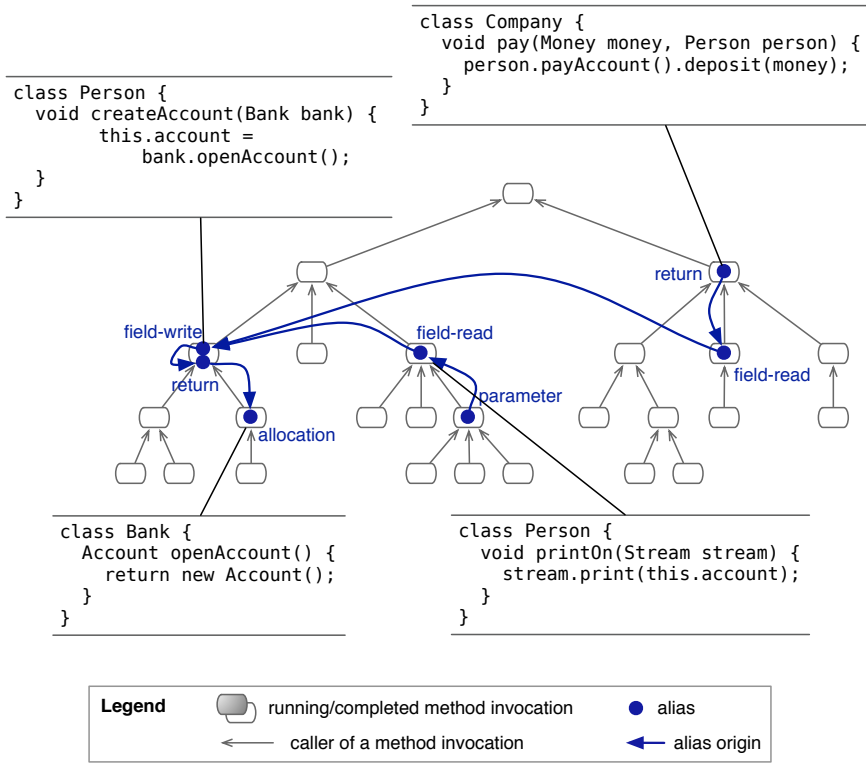 class Company {
  void pay(Money money, Person person) {
    person.payAccount().deposit(money);
  }
}
class Person {
  void createAccount(Bank bank) {
        this.account =
            bank.openAccount();
  }
}
return
field-write
field-read
return
field-read
parameter
allocation
class Bank {
  Account openAccount() {
    return new Account();
  }
}
class Person {
  void printOn(Stream stream) {
    stream.print(this.account);
  }
}
Legend
running/completed method invocation
alias
caller of a method invocation
alias origin